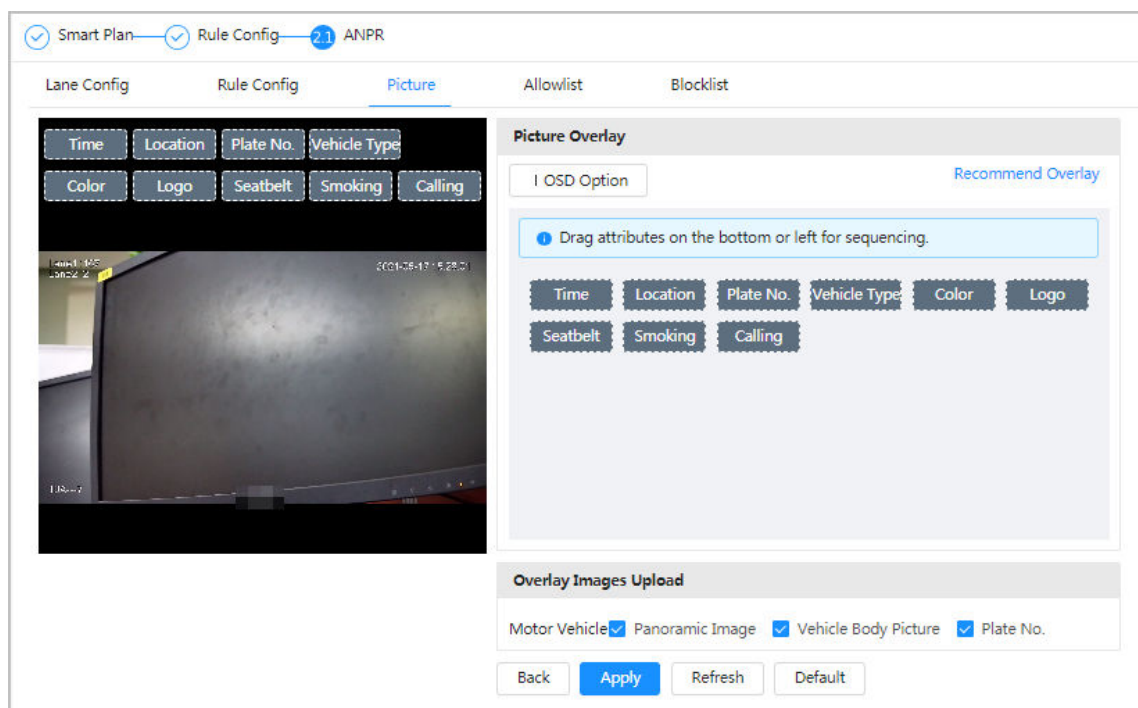 Smart Plan Rule Config 2.1 ANPR
Lane Config Rule Config Picture Allowlist Blocklist
Time Location Plate No. Vehicle Type
Color Logo Seatbelt Smoking Calling
Picture Overlay
I OSD Option Recommend Overlay
Drag attributes on the bottom or left for sequencing.
Time Location Plate No. Vehicle Type Color Logo
Seatbelt Smoking Calling
Overlay Images Upload
Motor Vehicle Panoramic Image Vehicle Body Picture Plate No.
Back Apply Refresh Default